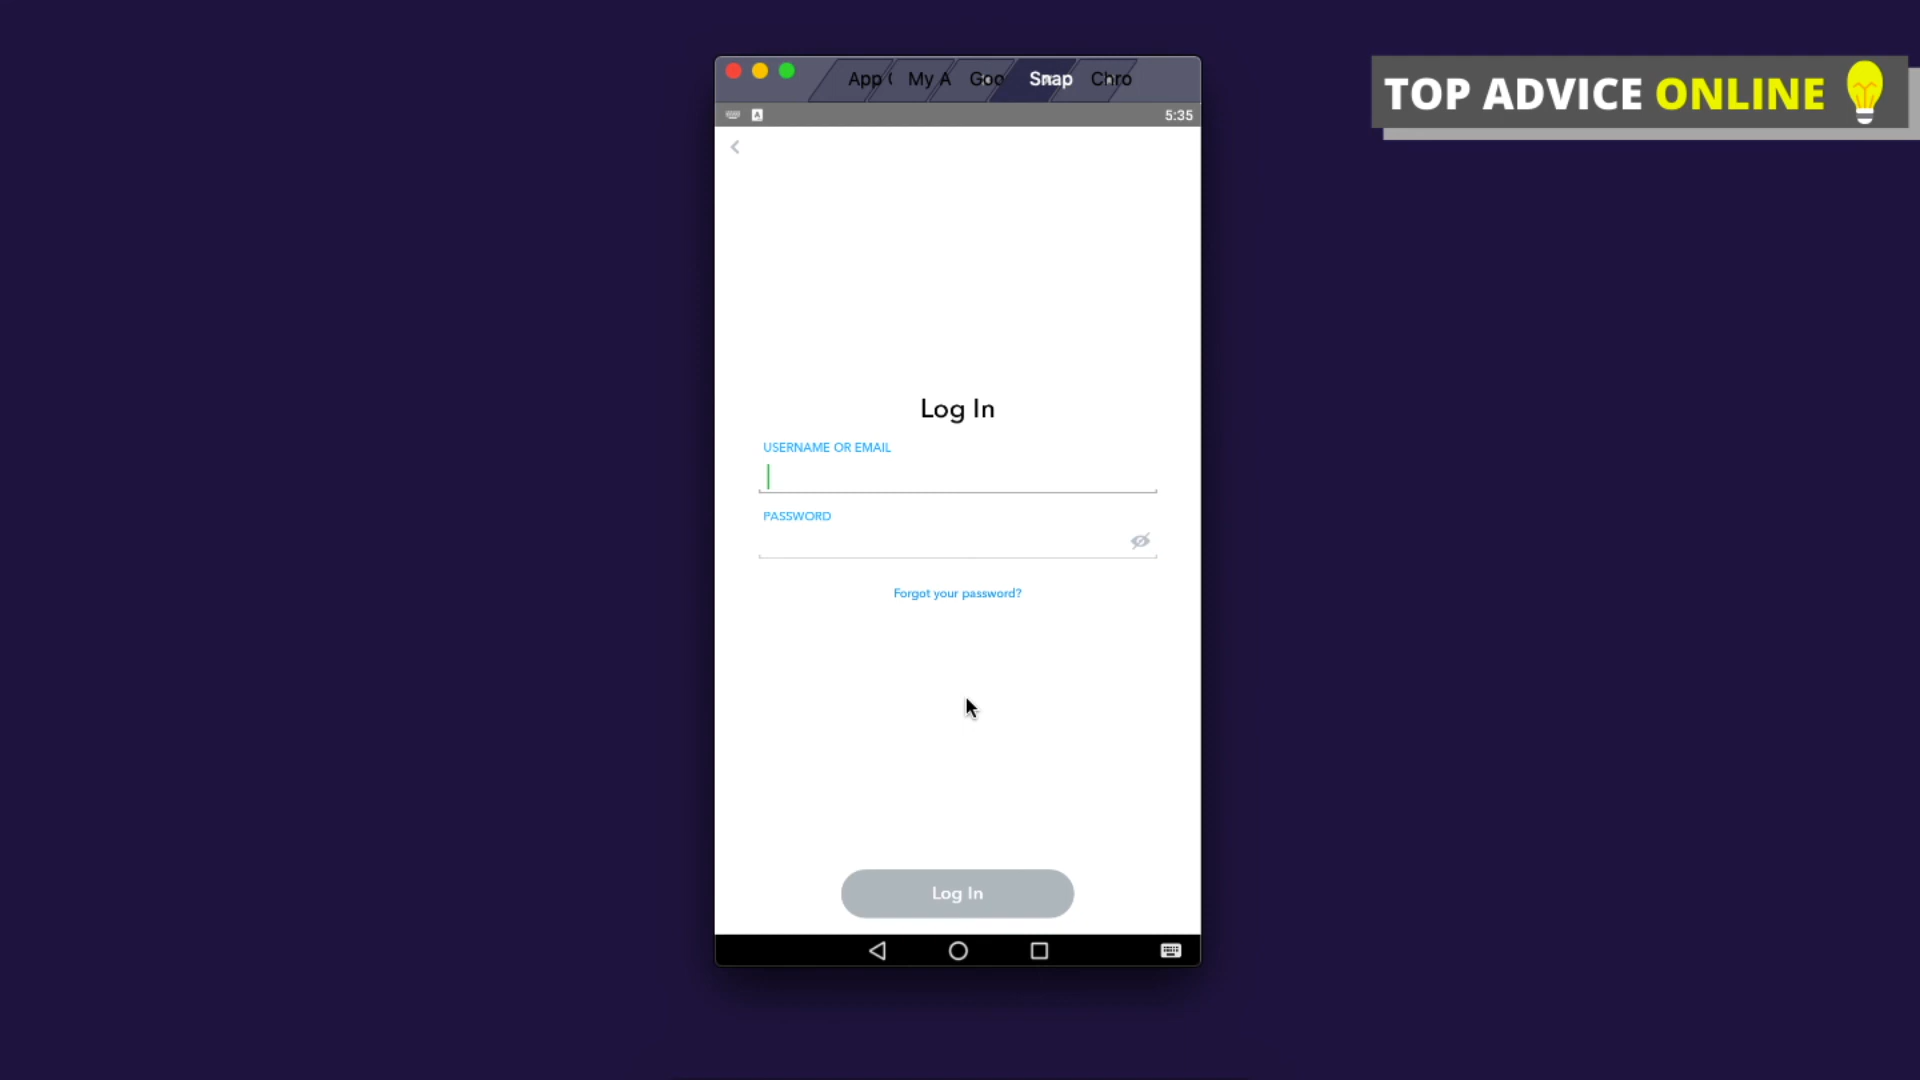 App
My A
Goo
Snap
Chro
TOP ADVICE ONLINE
5:35
Log In
USERNAME OR EMAIL
PASSWORD
Forgot your password?
Log In